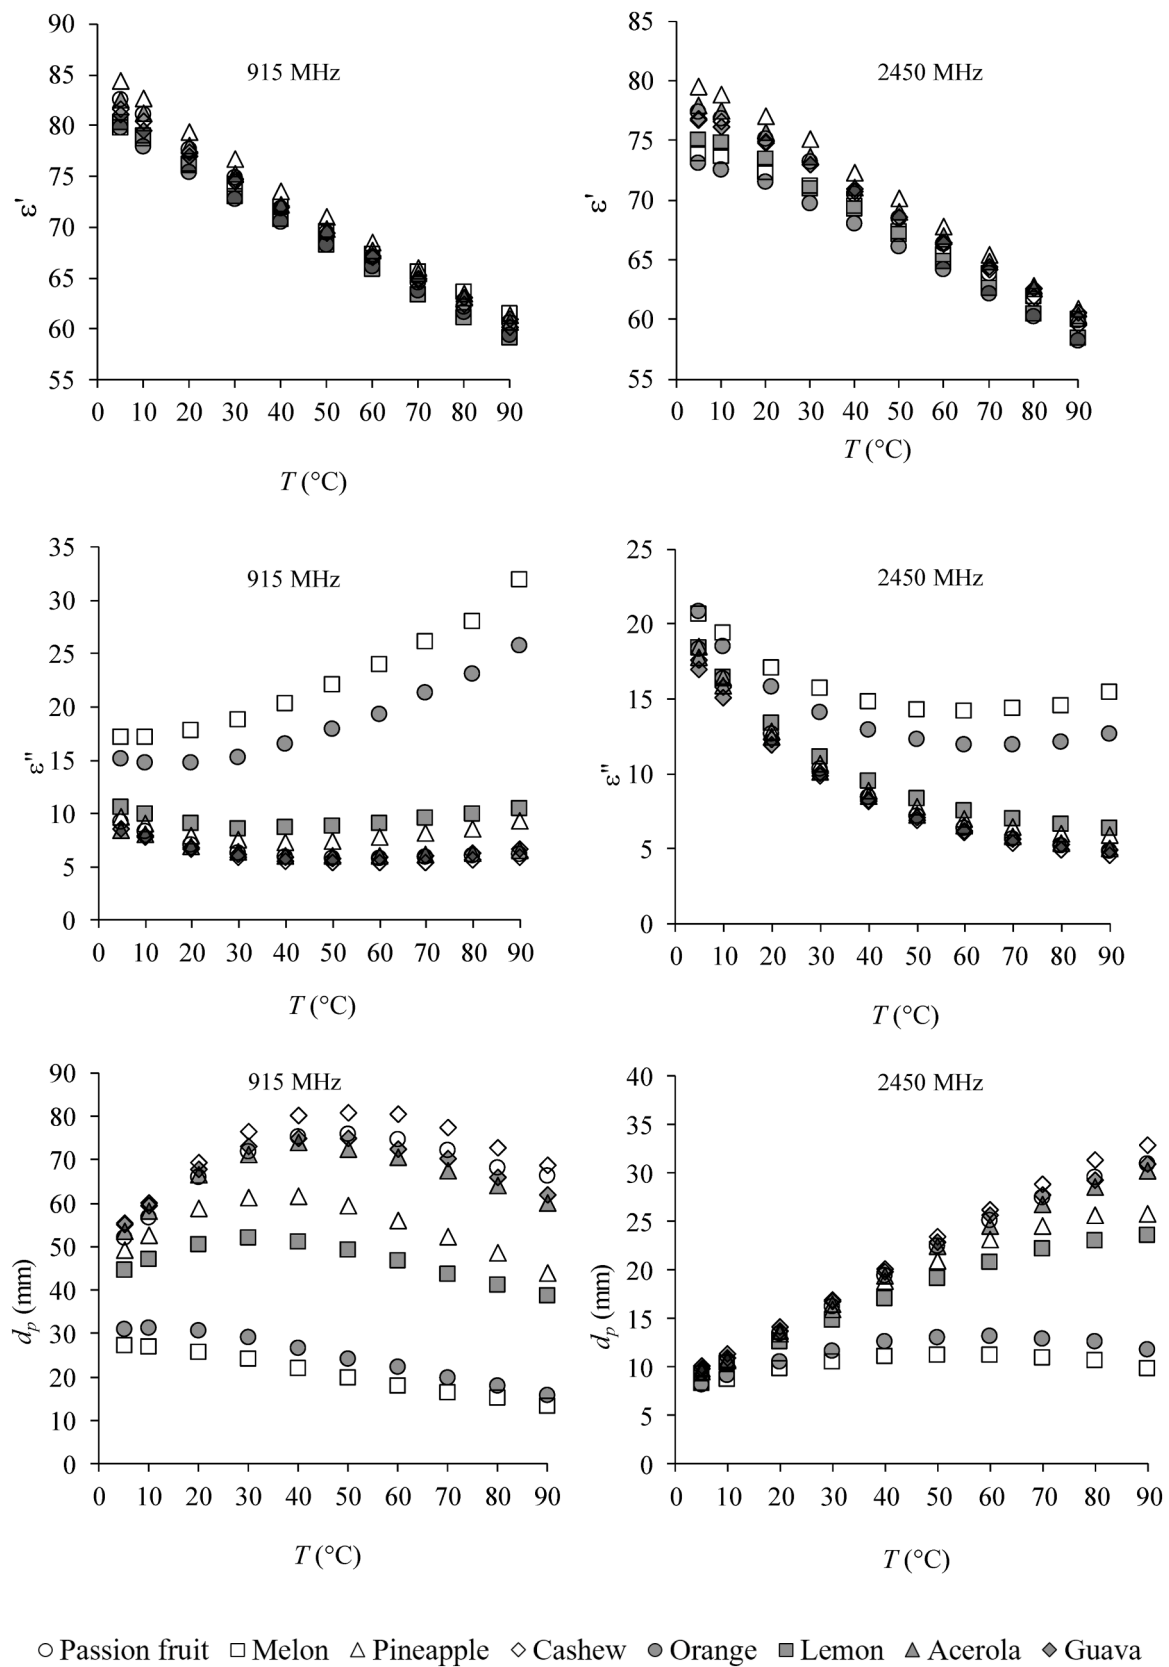 90
85
80
75
70
65
60
55
ε'
915 MHz
0 10 20 30 40 50 60 70 80 90
T (°C)
85
80
75
70
65
60
55
ε'
2450 MHz
0 10 20 30 40 50 60 70 80 90
T (°C)
35
30
25
20
15
10
5
0
ε"
915 MHz
0 10 20 30 40 50 60 70 80 90
T (°C)
25
20
15
10
5
0
ε"
2450 MHz
0 10 20 30 40 50 60 70 80 90
T (°C)
90
80
70
60
50
40
30
20
10
0
dp (mm)
915 MHz
0 10 20 30 40 50 60 70 80 90
T (°C)
40
35
30
25
20
15
10
5
0
dp (mm)
2450 MHz
0 10 20 30 40 50 60 70 80 90
T (°C)
Passion fruit Melon Pineapple Cashew Orange Lemon Acerola Guava